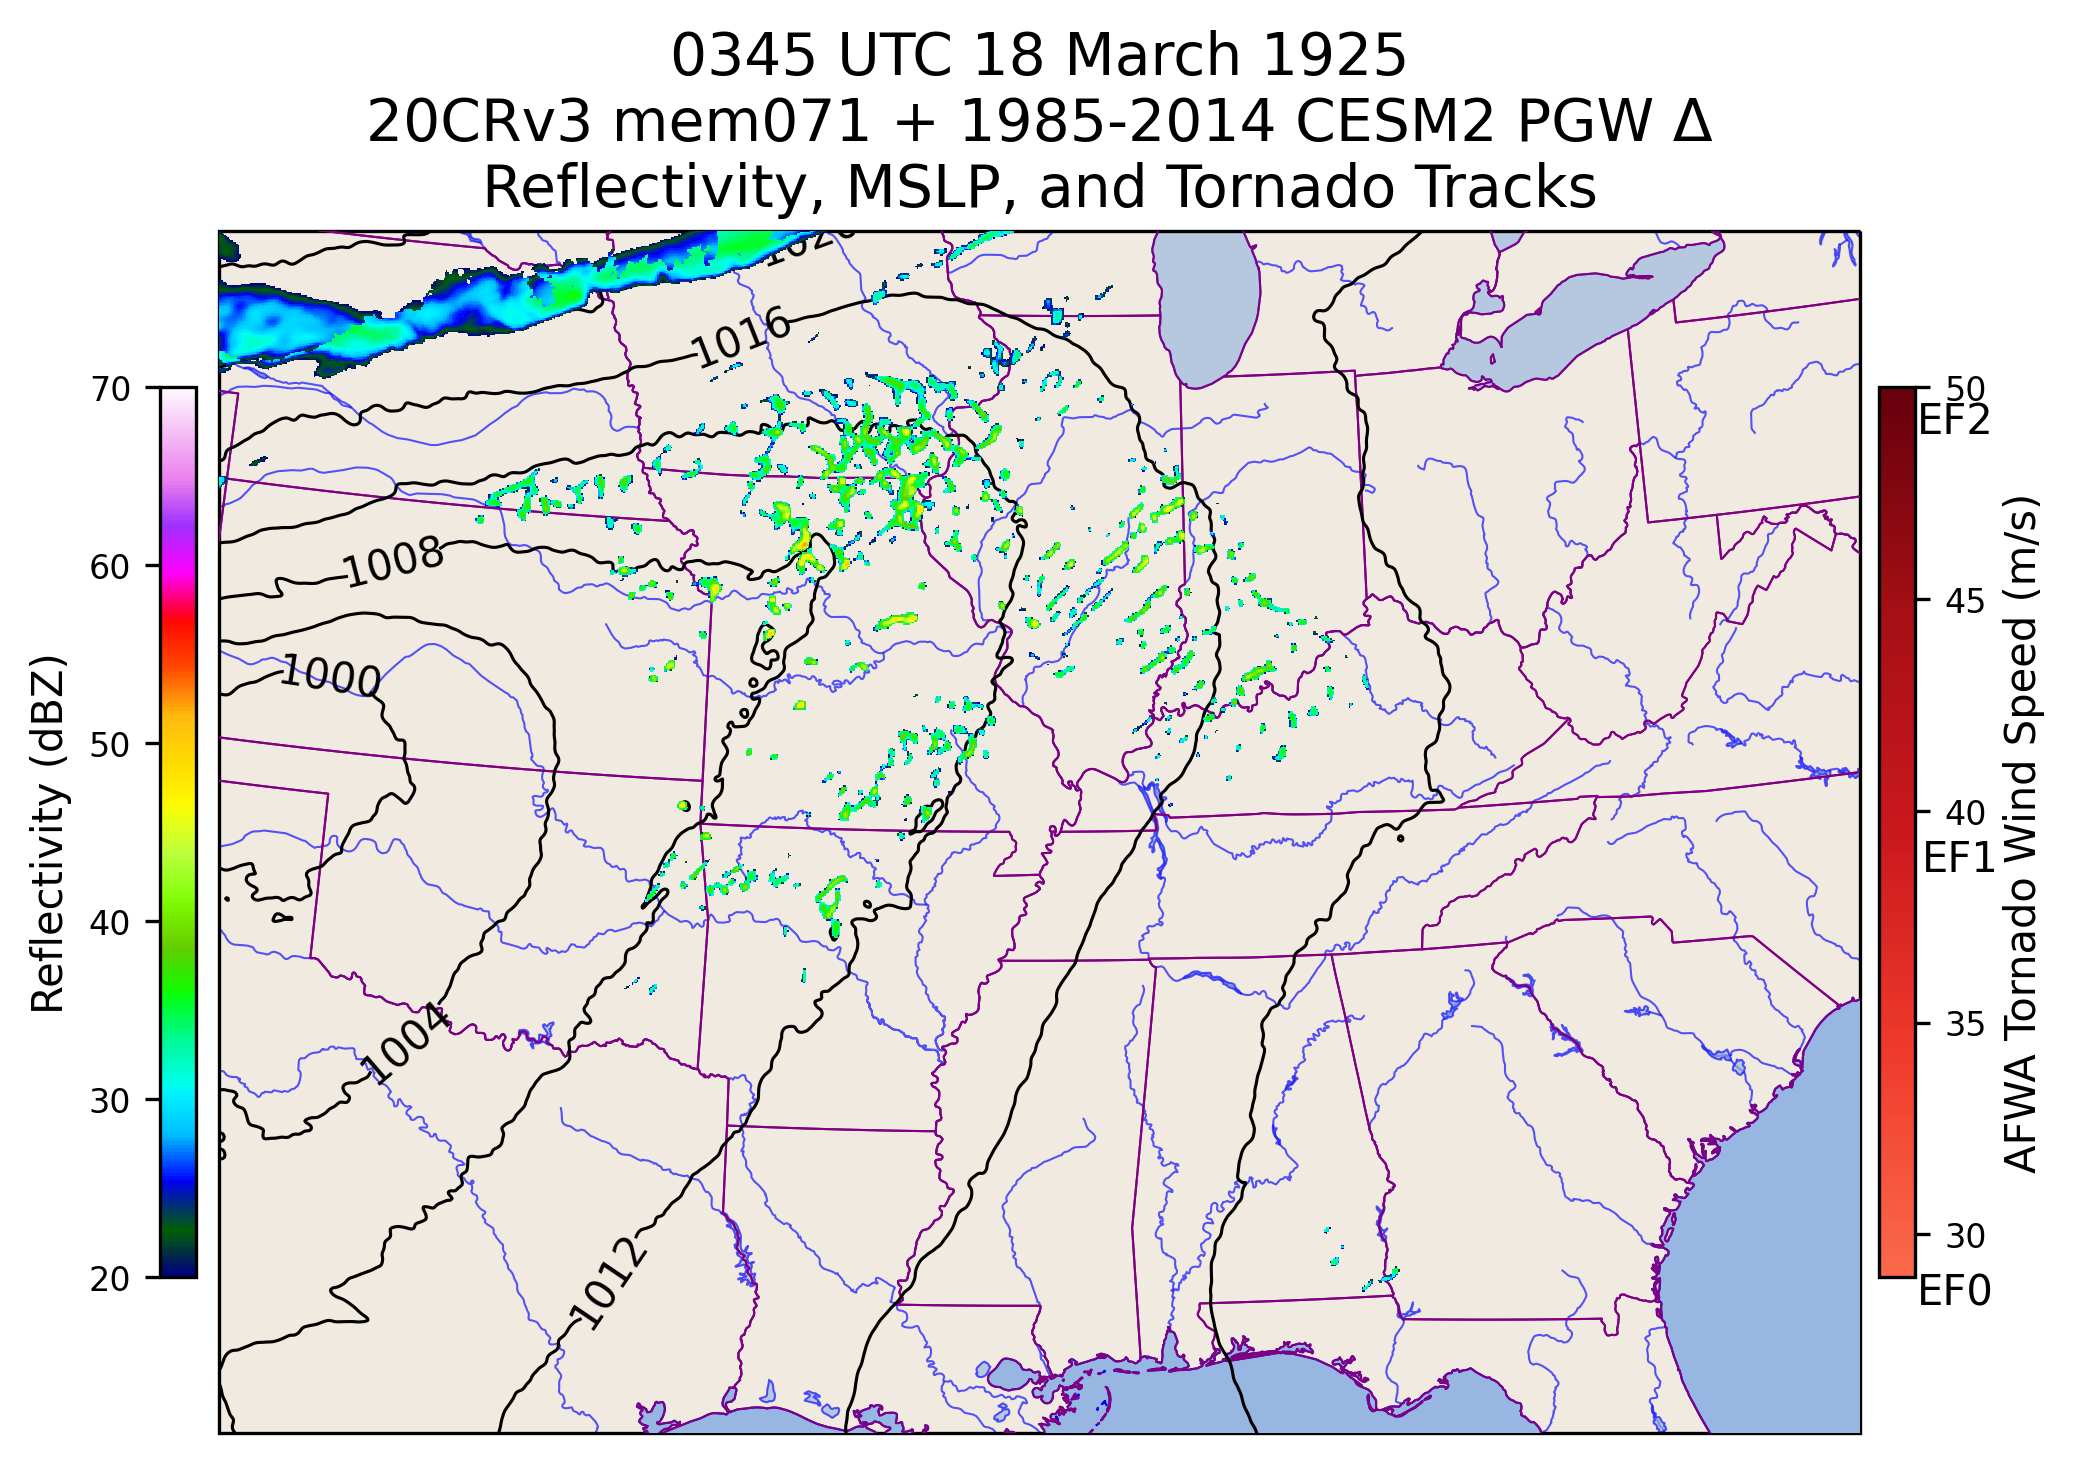 0345 UTC 18 March 1925
20CRv3 mem071 + 1985-2014 CESM2 PGW Δ
Reflectivity, MSLP, and Tornado Tracks
1016
1008
1000
1004
1012
70
60
50
40
30
20
Reflectivity (dBZ)
50
EF2
45
40
EF1
35
30
EF0
AFWA Tornado Wind Speed (m/s)